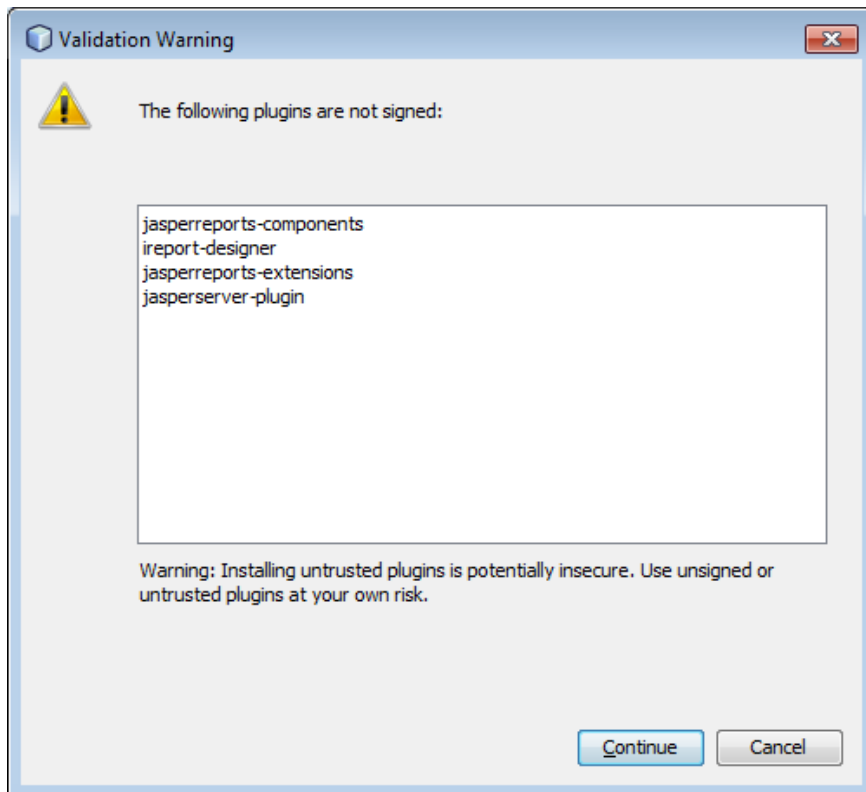 Validation Warning
The following plugins are not signed:
jasperreports-components
ireport-designer
jasperreports-extensions
jasperserver-plugin
Warning: Installing untrusted plugins is potentially insecure. Use unsigned or
untrusted plugins at your own risk.
Continue Cancel